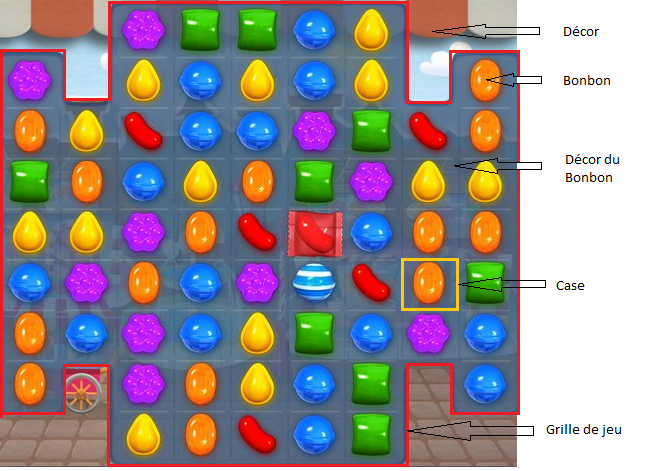 Décor
Bonbon
Décor du
Bonbon
Case
Grille de jeu